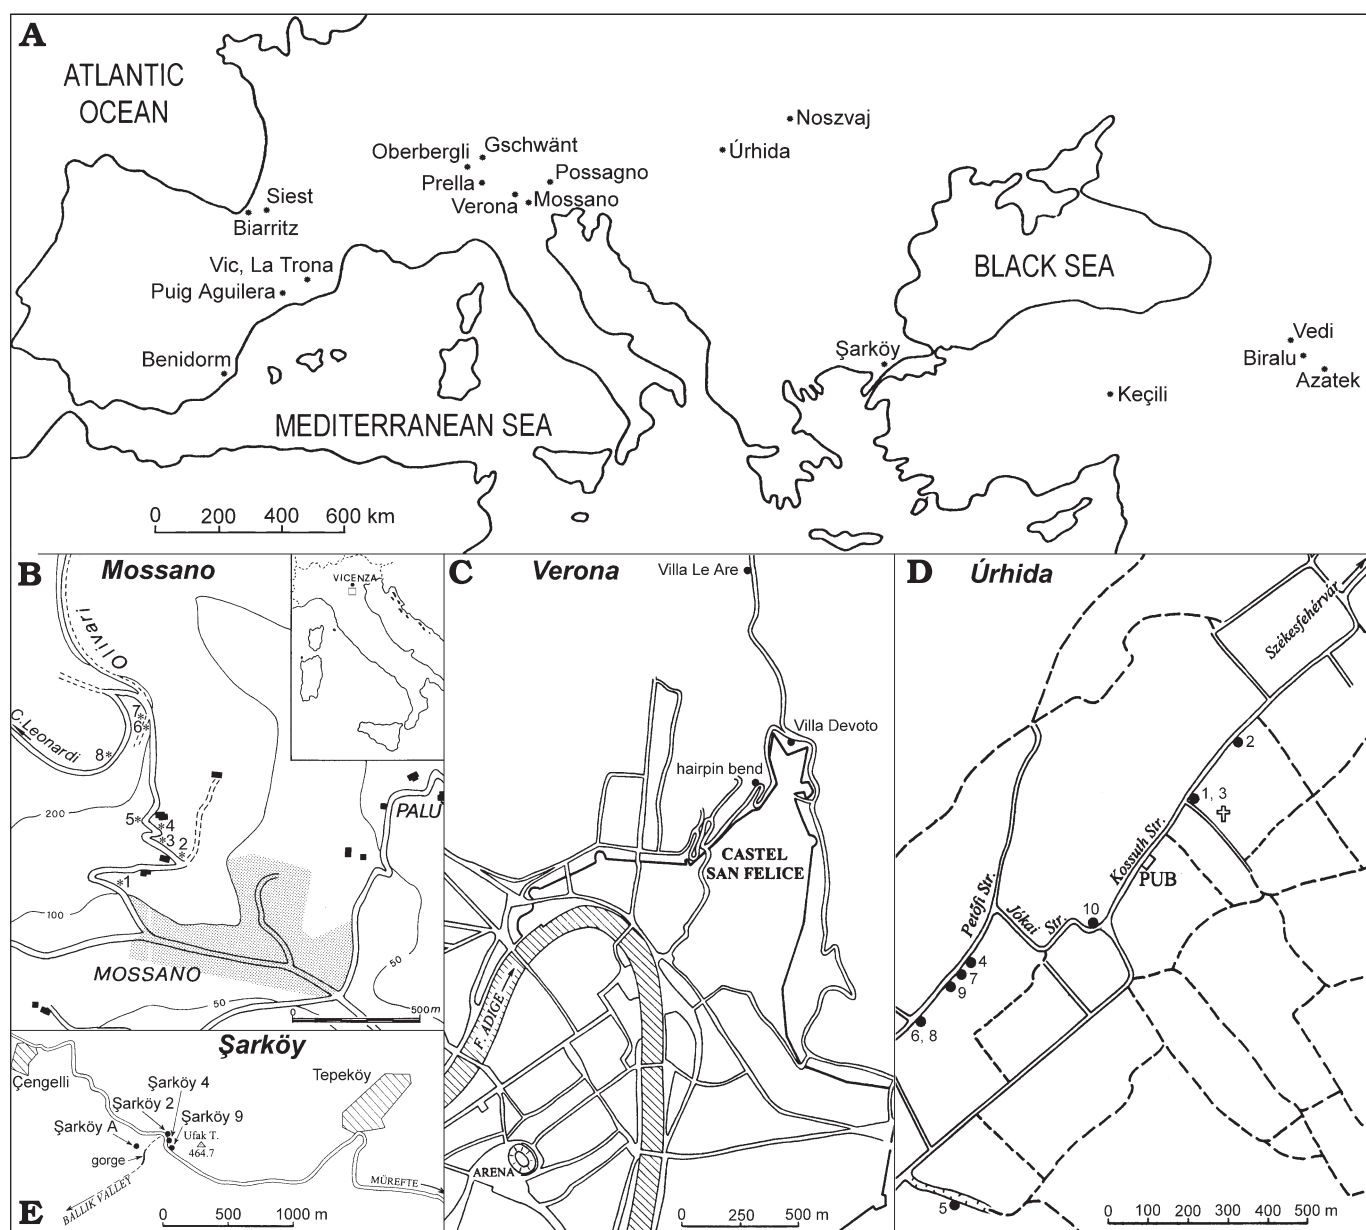 A
ATLANTIC
OCEAN
Noszvaj
Úrhida
Gschwänt
Oberbergli
Possagno
Prella
Mossano
Verona
Siest
Biarritz
Vic, La Trona
Puig Aguilera
Benidorm
BLACK SEA
Şarköy
Vedi
Biralu
Azatek
Keçili
MEDITERRANEAN SEA
0 200 400 600 km
B
Mossano
VICENZA
Olivari
C.Leonardi
7
6
8
200
5
4
3
2
1
100
PALU
MOSSANO
50
50
0 500m
C
Verona
Villa Le Are
Villa Devoto
hairpin bend
CASTEL
SAN FELICE
F. ADIGE
ARENA
0 250 500 m
D
Úrhida
Székesfehérvár
2
1, 3
Kossuth Str.
PUB
Petőfi Str.
Jókai Str.
10
4
7
9
6, 8
5
0 100 200 300 400 500 m
E
Şarköy
Çengelli
Tepeköy
Şarköy 4
Şarköy 2
Şarköy 9
Şarköy A
Ufak T.
464.7
gorge
BALLIK VALLEY
MÜREFTE
0 500 1000 m